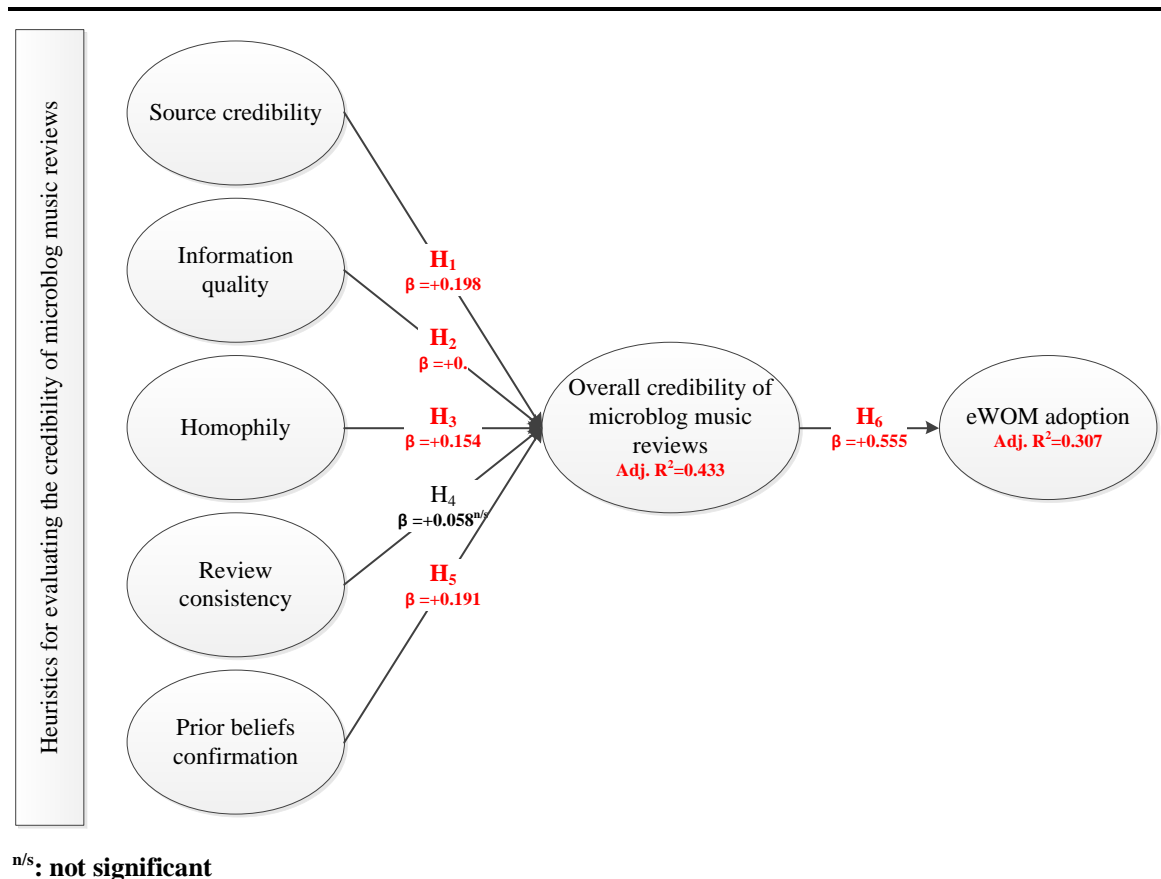 Heuristics for evaluating the credibility of microblog music reviews
Source credibility
Information
quality
Homophily
Review
consistency
Prior beliefs
confirmation
H1
β =+0.198
H2
β =+0.
H3
β =+0.154
H4
β =+0.058n/s
H5
β =+0.191
Overall credibility of
microblog music
reviews
Adj. R2=0.433
H6
β =+0.555
eWOM adoption
Adj. R2=0.307
n/s: not significant